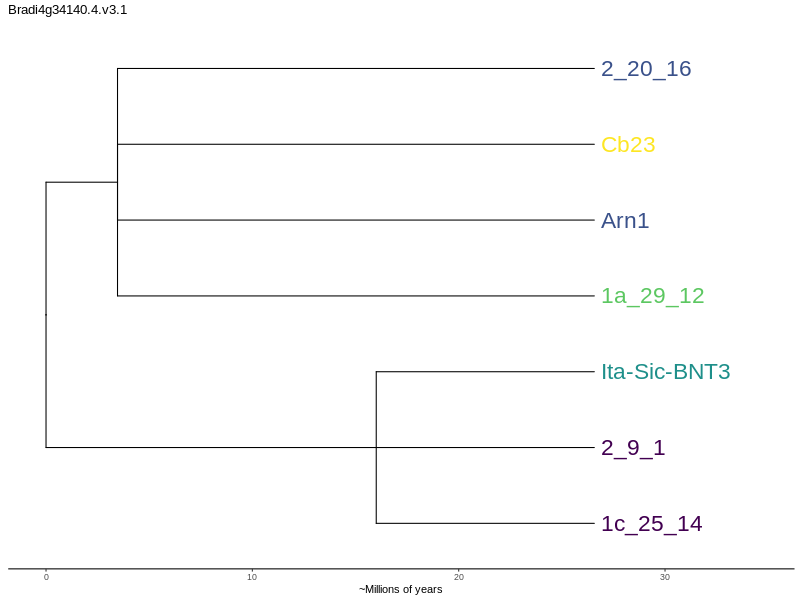 Bradi4g34140.4.v3.1
2_20_16
Cb23
Arn1
1a_29_12
Ita-Sic-BNT3
2_9_1
1c_25_14
0 10 20 30
~Millions of years